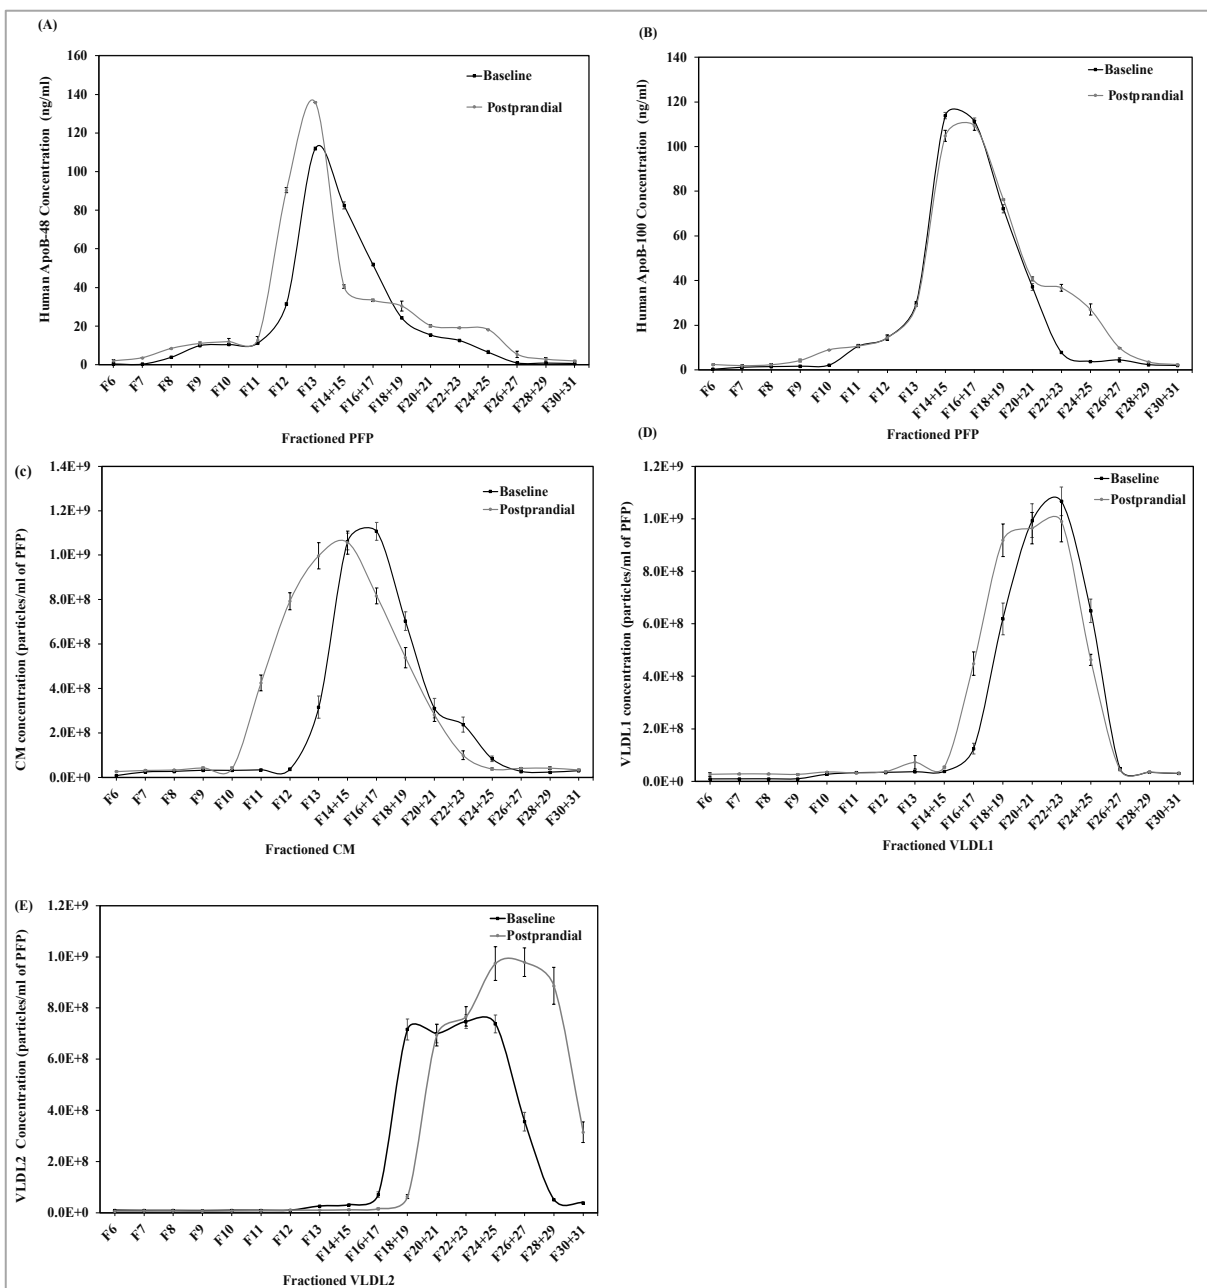 (A)
Human ApoB-48 Concentration (ng/ml)
160
140
120
100
80
60
40
20
0
Baseline
Postprandial
F6
F7
F8
F9
F10
F11
F12
F13
F14+15
F16+17
F18+19
F20+21
F22+23
F24+25
F26+27
F28+29
F30+31
Fractioned PFP
(B)
Human ApoB-100 Concentration (ng/ml)
140
120
100
80
60
40
20
0
Baseline
Postprandial
F6
F7
F8
F9
F10
F11
F12
F13
F14+15
F16+17
F18+19
F20+21
F22+23
F24+25
F26+27
F28+29
F30+31
Fractioned PFP
(c)
CM concentration (particles/ml of PFP)
1.4E+9
1.2E+9
1.0E+9
8.0E+8
6.0E+8
4.0E+8
2.0E+8
0.0E+0
Baseline
Postprandial
F6
F7
F8
F9
F10
F11
F12
F13
F14+15
F16+17
F18+19
F20+21
F22+23
F24+25
F26+27
F28+29
F30+31
Fractioned CM
(D)
VLDL1 concentration (particles/ml of PFP)
1.2E+9
1.0E+9
8.0E+8
6.0E+8
4.0E+8
2.0E+8
0.0E+0
Baseline
Postprandial
F6
F7
F8
F9
F10
F11
F12
F13
F14+15
F16+17
F18+19
F20+21
F22+23
F24+25
F26+27
F28+29
F30+31
Fractioned VLDL1
(E)
VLDL2 Concentration (particles/ml of PFP)
1.2E+9
1.0E+9
8.0E+8
6.0E+8
4.0E+8
2.0E+8
0.0E+0
Baseline
Postprandial
F6
F7
F8
F9
F10
F11
F12
F13
F14+15
F16+17
F18+19
F20+21
F22+23
F24+25
F26+27
F28+29
F30+31
Fractioned VLDL2